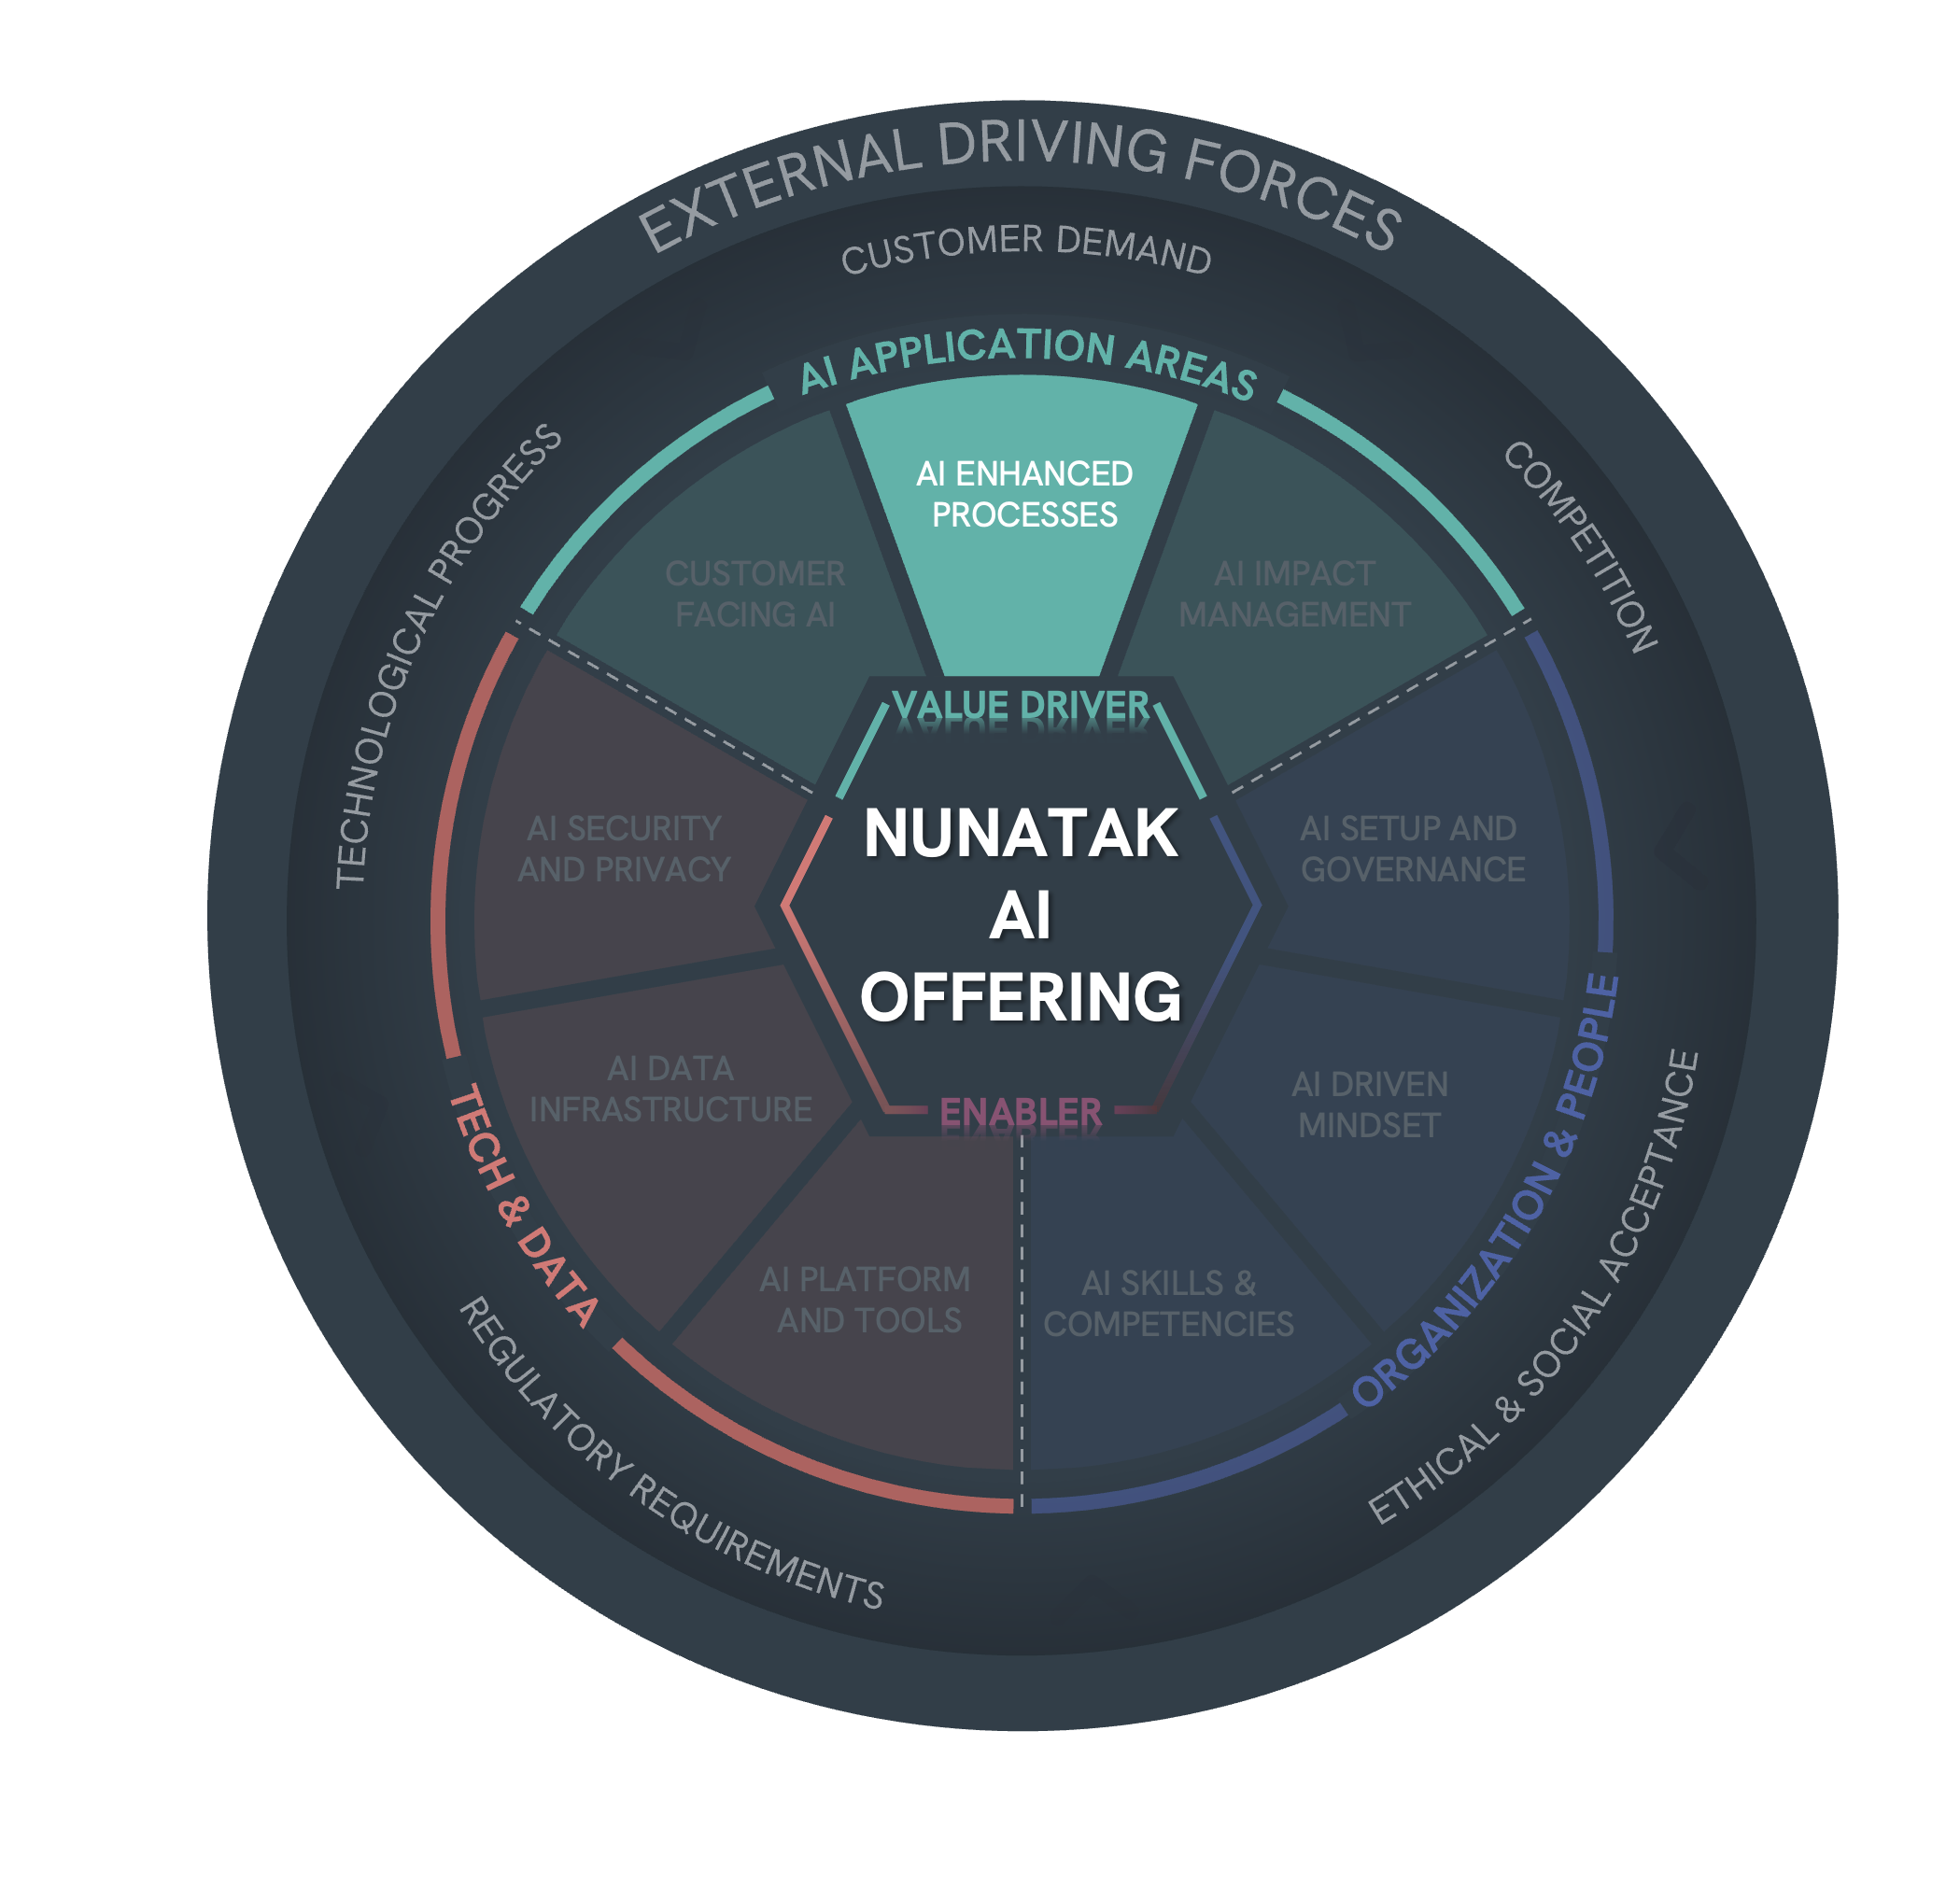 EXTERNAL DRIVING FORCES
CUSTOMER DEMAND
TECHNOLOGICAL PROGRESS
COMPETITION
REGULATORY REQUIREMENTS
ETHICAL & SOCIAL ACCEPTANCE
AI APPLICATION AREAS
CUSTOMER
FACING AI
AI ENHANCED
PROCESSES
AI IMPACT
MANAGEMENT
VALUE DRIVER
NUNATAK
AI
OFFERING
ENABLER
TECH & DATA
AI SECURITY
AND PRIVACY
AI DATA
INFRASTRUCTURE
AI PLATFORM
AND TOOLS
ORGANIZATION & PEOPLE
AI SETUP AND
GOVERNANCE
AI DRIVEN
MINDSET
AI SKILLS &
COMPETENCIES